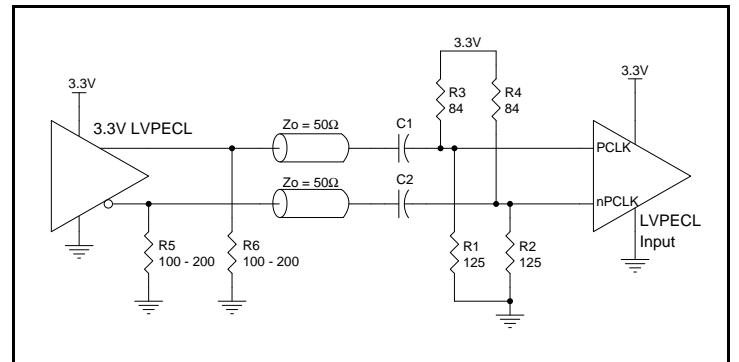 3.3V
3.3V
3.3V
R3
84
R4
84
3.3V LVPECL
Zo = 50Ω
C1
PCLK
Zo = 50Ω
C2
nPCLK
LVPECL
Input
R5
100 - 200
R6
100 - 200
R1
125
R2
125